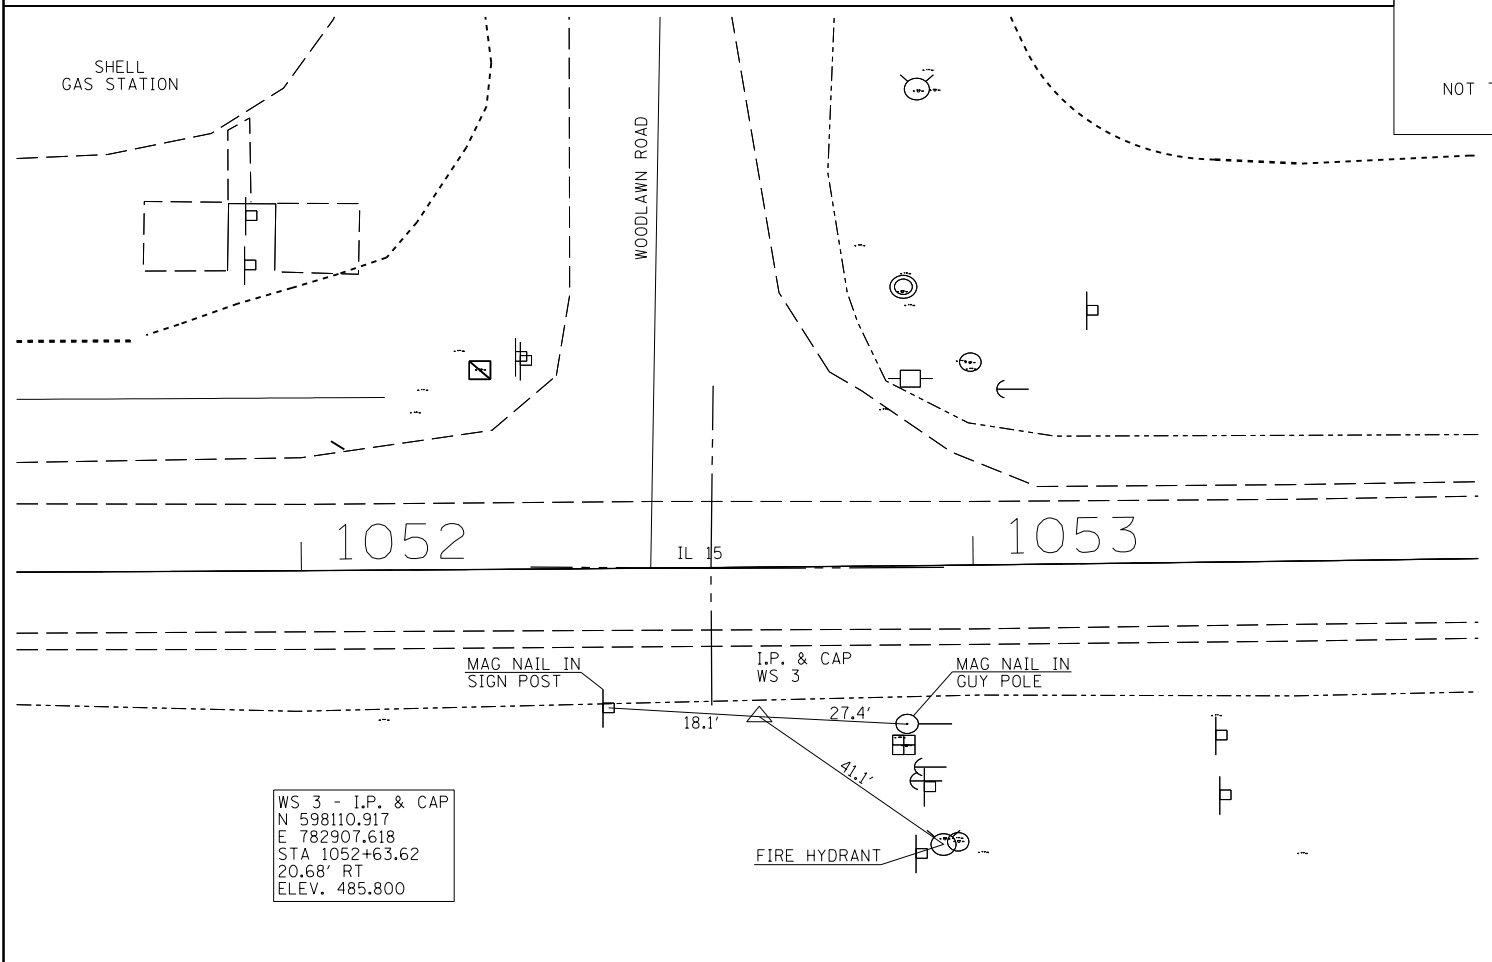 SHELL
GAS STATION
NOT
WOODLAWN ROAD
1052
1053
IL 15
MAG NAIL IN
SIGN POST
I.P. & CAP
WS 3
MAG NAIL IN
GUY POLE
18.1'
27.4'
41.1'
WS 3 - I.P. & CAP
N 598110.917
E 782907.618
STA 1052+63.62
20.68' RT
ELEV. 485.800
FIRE HYDRANT